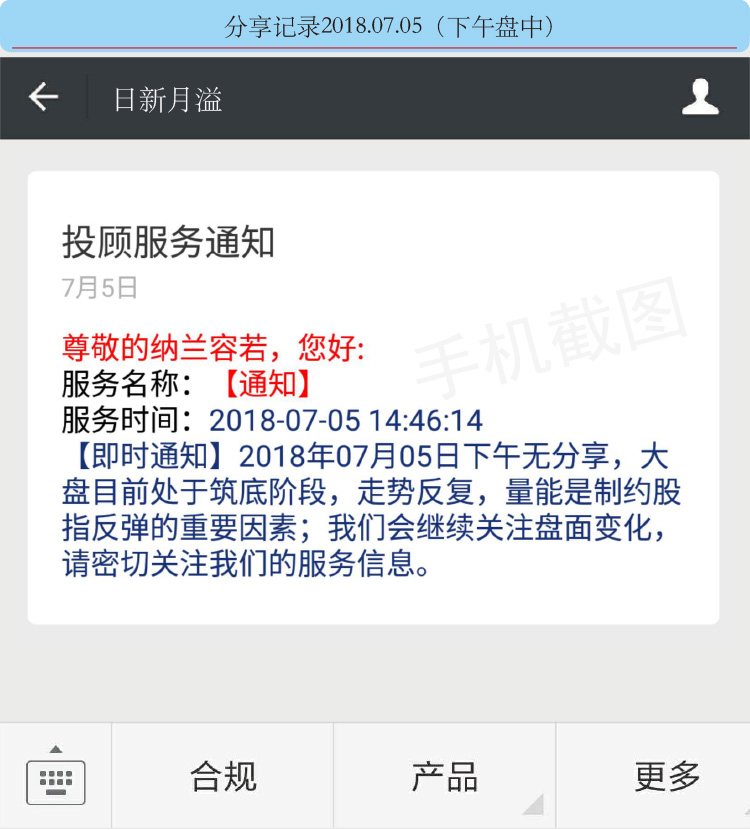 分享记录2018.07.05（下午盘中）
日新月溢
投顾服务通知
7月5日
手机截图
尊敬的纳兰容若，您好:
服务名称：【通知】
服务时间：2018-07-05 14:46:14
【即时通知】2018年07月05日下午无分享，大
盘目前处于筑底阶段，走势反复，量能是制约股
指反弹的重要因素；我们会继续关注盘面变化，
请密切关注我们的服务信息。
合规
产品
更多